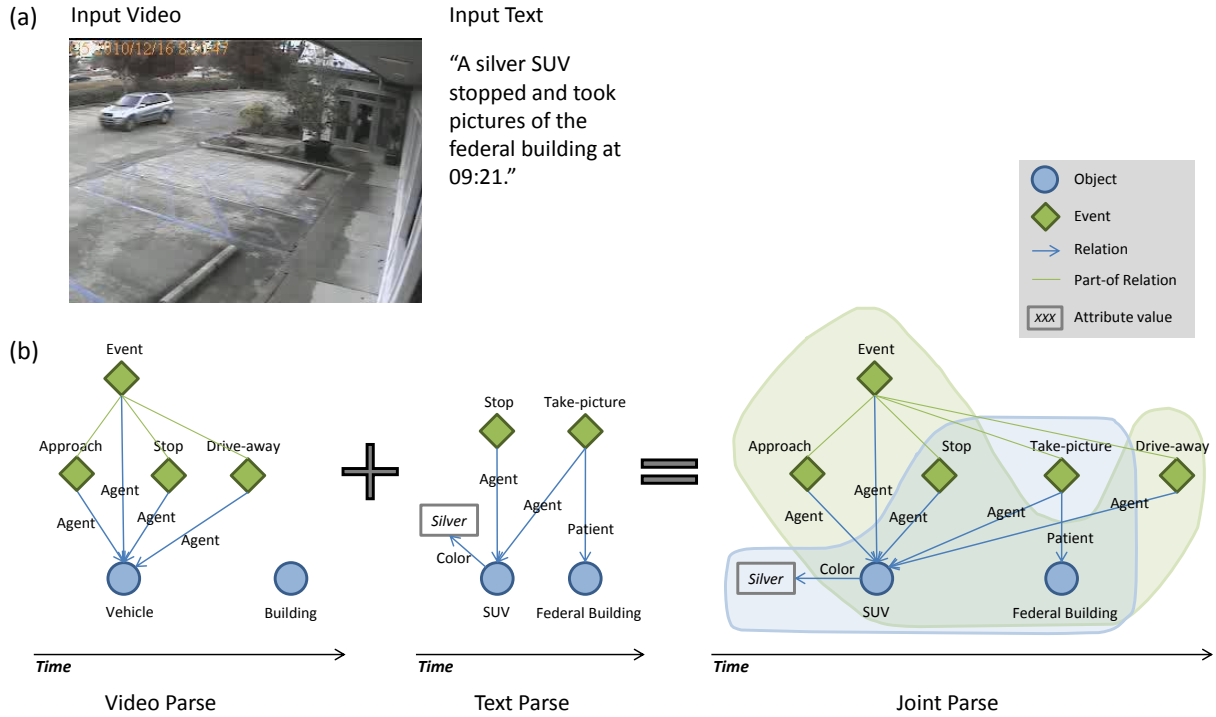 (a)
Input Video
Input Text
2010/12/16
“A silver SUV
stopped and took
pictures of the
federal building at
09:21.”
Object
Event
Relation
Part-of Relation
xxx
Attribute value
(b)
Event
Approach
Stop
Drive-away
Agent
Agent
Agent
Agent
Vehicle
Building
Time
Video Parse
Stop
Take-picture
Agent
Agent
Silver
Patient
Color
SUV
Federal Building
Time
Text Parse
Event
Approach
Stop
Take-picture
Drive-away
Agent
Agent
Agent
Agent
Agent
Patient
Silver
Color
SUV
Federal Building
Time
Joint Parse